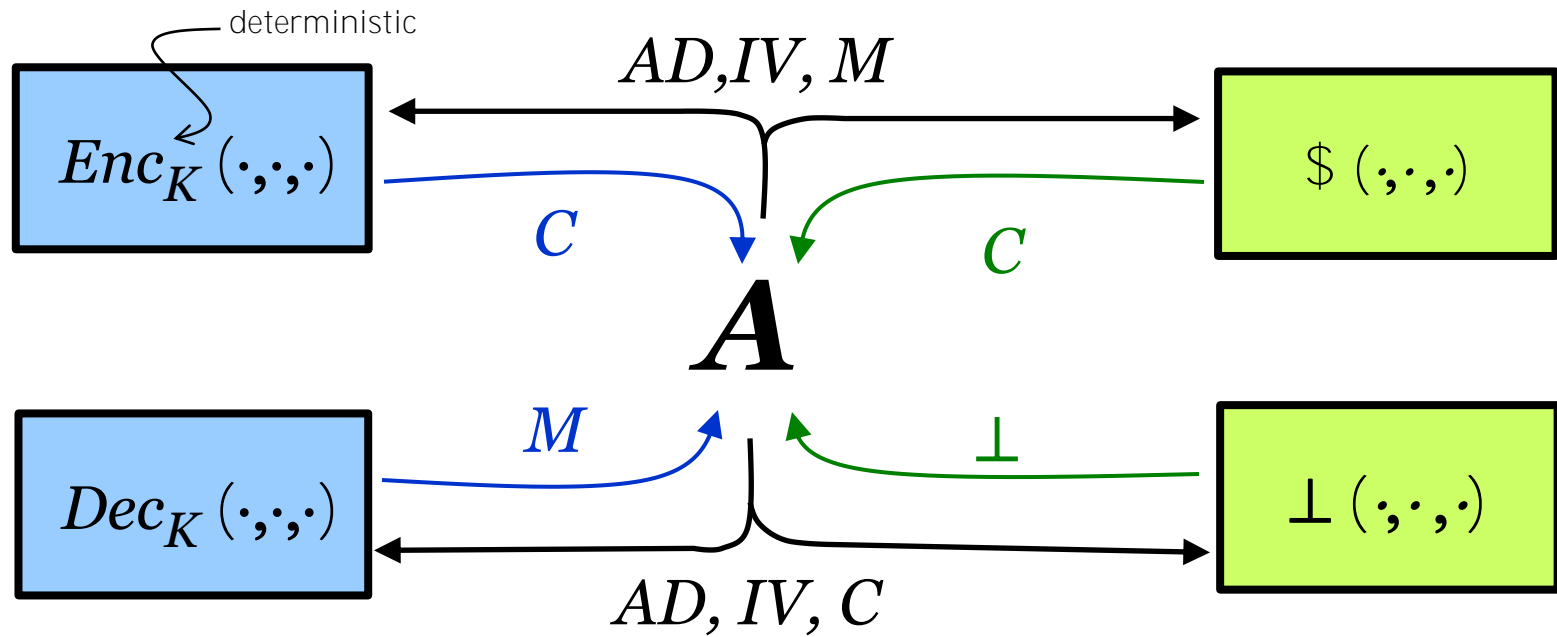 deterministic
AD,IV, M
Enc_K (·,·,·)
$ (·,·,·)
C
C
A
M
⊥
Dec_K (·,·,·)
⊥ (·,·,·)
AD, IV, C